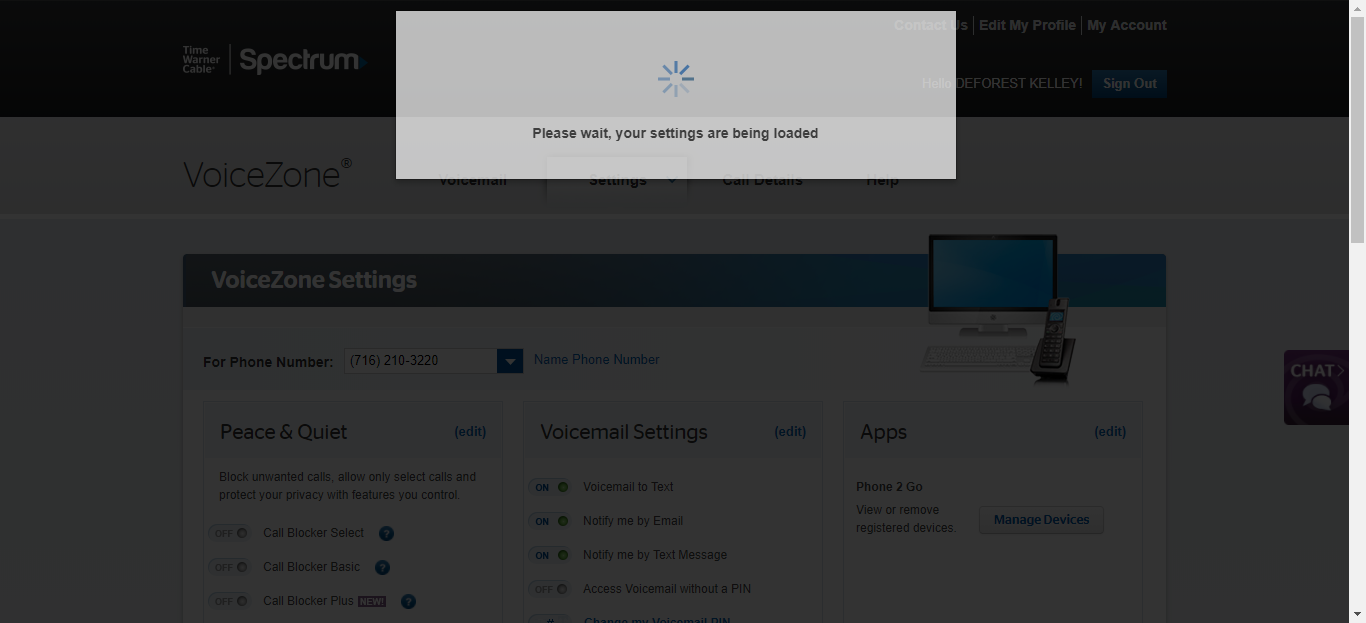 Contact Us | Edit My Profile | My Account
Time
Warner
Cable
Spectrum
Hello DEFOREST KELLEY!
Sign Out
Please wait, your settings are being loaded
VoiceZone®
Voicemail
Settings
Call Details
Help
VoiceZone Settings
For Phone Number:
(716) 210-3220
Name Phone Number
CHAT>
Peace & Quiet
(edit)
Block unwanted calls, allow only select calls and
protect your privacy with features you control.
OFF Call Blocker Select ?
OFF Call Blocker Basic ?
OFF Call Blocker Plus NEW! ?
Voicemail Settings
(edit)
ON Voicemail to Text
ON Notify me by Email
ON Notify me by Text Message
OFF Access Voicemail without a PIN
# Change my Voicemail PIN
Apps
(edit)
Phone 2 Go
View or remove
registered devices.
Manage Devices